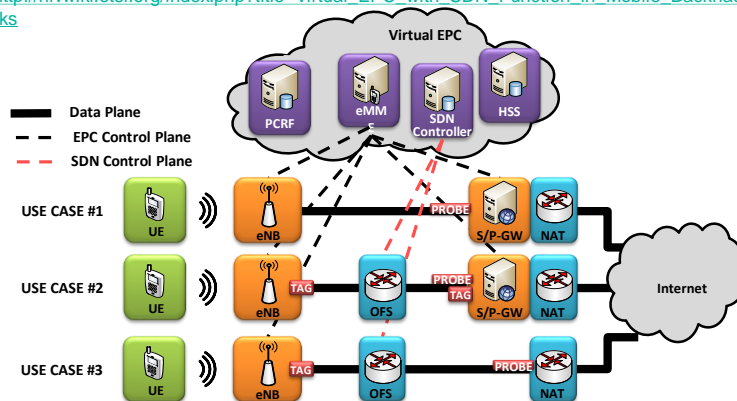 ks
Virtual EPC
PCRF
eMM
E
SDN
Controller
HSS
Data Plane
EPC Control Plane
SDN Control Plane
USE CASE #1
UE
eNB
PROBE
S/P-GW
NAT
USE CASE #2
UE
eNB
TAG
OFS
PROBE
TAG
S/P-GW
NAT
Internet
USE CASE #3
UE
eNB
TAG
OFS
PROBE
NAT